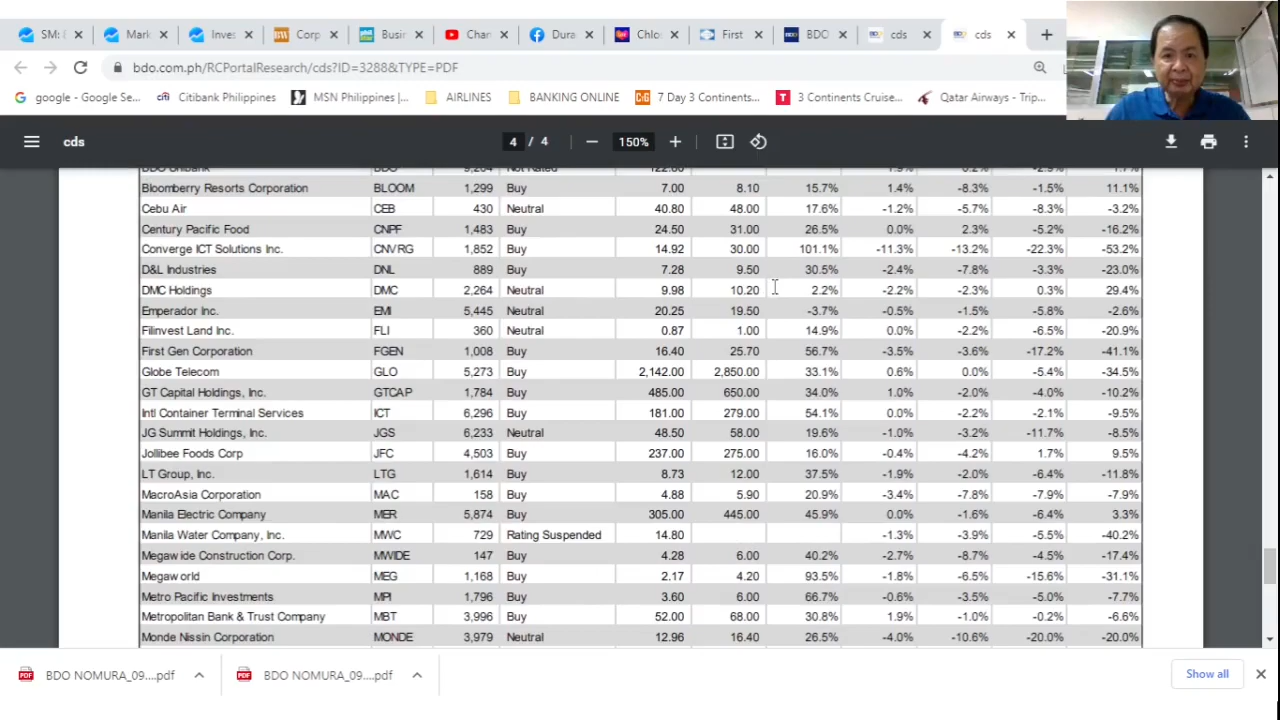 SM: I
Mark
Inves
Corp
Busir
Chan
Dura
Chlo:
First
BDO
cds
cds
bdo.com.ph/RCPortalResearch/cds?ID=3288&TYPE=PDF
google - Google Se... Citibank Philippines MSN Philippines |... AIRLINES BANKING ONLINE 7 Day 3 Continents... 3 Continents Cruise... Qatar Airways - Trip...
cds 4 / 4 150%
Bloomberry Resorts Corporation BLOOM 1,299 Buy 7.00 8.10 15.7% 1.4% -8.3% -1.5% 11.1%
Cebu Air CEB 430 Neutral 40.80 48.00 17.6% -1.2% -5.7% -8.3% -3.2%
Century Pacific Food CNPF 1,483 Buy 24.50 31.00 26.5% 0.0% 2.3% -5.2% -16.2%
Converge ICT Solutions Inc. CNVRG 1,852 Buy 14.92 30.00 101.1% -11.3% -13.2% -22.3% -53.2%
D&L Industries DNL 889 Buy 7.28 9.50 30.5% -2.4% -7.8% -3.3% -23.0%
DMC Holdings DMC 2,264 Neutral 9.98 10.20 2.2% -2.2% -2.3% 0.3% 29.4%
Emperador Inc. EMI 5,445 Neutral 20.25 19.50 -3.7% -0.5% -1.5% -5.8% -2.6%
Filinvest Land Inc. FLI 360 Neutral 0.87 1.00 14.9% 0.0% -2.2% -6.5% -20.9%
First Gen Corporation FGEN 1,008 Buy 16.40 25.70 56.7% -3.5% -3.6% -17.2% -41.1%
Globe Telecom GLO 5,273 Buy 2,142.00 2,850.00 33.1% 0.6% 0.0% -5.4% -34.5%
GT Capital Holdings, Inc. GTCAP 1,784 Buy 485.00 650.00 34.0% 1.0% -2.0% -4.0% -10.2%
Intl Container Terminal Services ICT 6,296 Buy 181.00 279.00 54.1% 0.0% -2.2% -2.1% -9.5%
JG Summit Holdings, Inc. JGS 6,233 Neutral 48.50 58.00 19.6% -1.0% -3.2% -11.7% -8.5%
Jollibee Foods Corp JFC 4,503 Buy 237.00 275.00 16.0% -0.4% -4.2% 1.7% 9.5%
LT Group, Inc. LTG 1,614 Buy 8.73 12.00 37.5% -1.9% -2.0% -6.4% -11.8%
MacroAsia Corporation MAC 158 Buy 4.88 5.90 20.9% -3.4% -7.8% -7.9% -7.9%
Manila Electric Company MER 5,874 Buy 305.00 445.00 45.9% 0.0% -1.6% -6.4% 3.3%
Manila Water Company, Inc. MWC 729 Rating Suspended 14.80 -1.3% -3.9% -5.5% -40.2%
Megawide Construction Corp. MWIDE 147 Buy 4.28 6.00 40.2% -2.7% -8.7% -4.5% -17.4%
Megaworld MEG 1,168 Buy 2.17 4.20 93.5% -1.8% -6.5% -15.6% -31.1%
Metro Pacific Investments MPI 1,796 Buy 3.60 6.00 66.7% -0.6% -3.5% -5.0% -7.7%
Metropolitan Bank & Trust Company MBT 3,996 Buy 52.00 68.00 30.8% 1.9% -1.0% -0.2% -6.6%
Monde Nissin Corporation MONDE 3,979 Neutral 12.96 16.40 26.5% -4.0% -10.6% -20.0% -20.0%
BDO NOMURA_09....pdf BDO NOMURA_09....pdf Show all